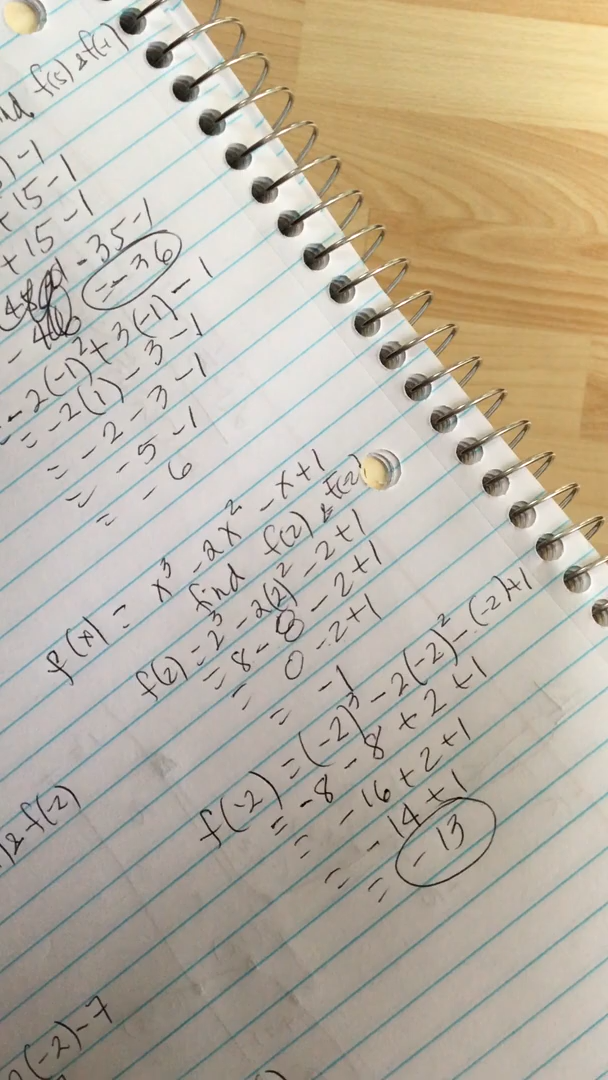 find f(5) & f(-1)
) - 1
+ 15 - 1
+ 15 - 1
- 35 - 1
= - 36
- 2(-1)² + 3(-1) - 1
= -2(1) - 3 - 1
= -2 - 3 - 1
= -5 - 1
= -6
f(x) = x³ - 2x² - x + 1
find f(2) & f(-2)
f(2) = 2³ - 2(2)² - 2 + 1
= 8 - 8 - 2 + 1
= 0 - 2 + 1
= -1
f(-2) = (-2)³ - 2(-2)² - (-2) + 1
= -8 - 8 + 2 + 1
= -16 + 2 + 1
= -14 + 1
= -13
& f(2)
(-2) - 7